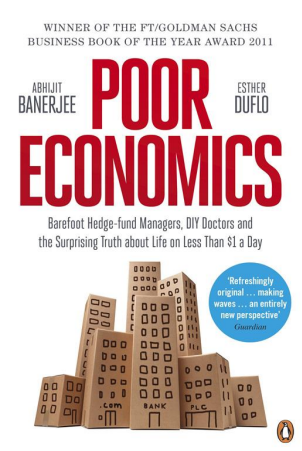 WINNER OF THE FT/GOLDMAN SACHS
BUSINESS BOOK OF THE YEAR AWARD 2011
ABHIJIT
BANERJEE
POOR
ESTHER
DUFLO
ECONOMICS
Barefoot Hedge-fund Managers, DIY Doctors and
the Surprising Truth about Life on Less Than $1 a Day
'Refreshingly
original ... making
waves ... an entirely
new perspective'
Guardian
.com
BANK
PLC